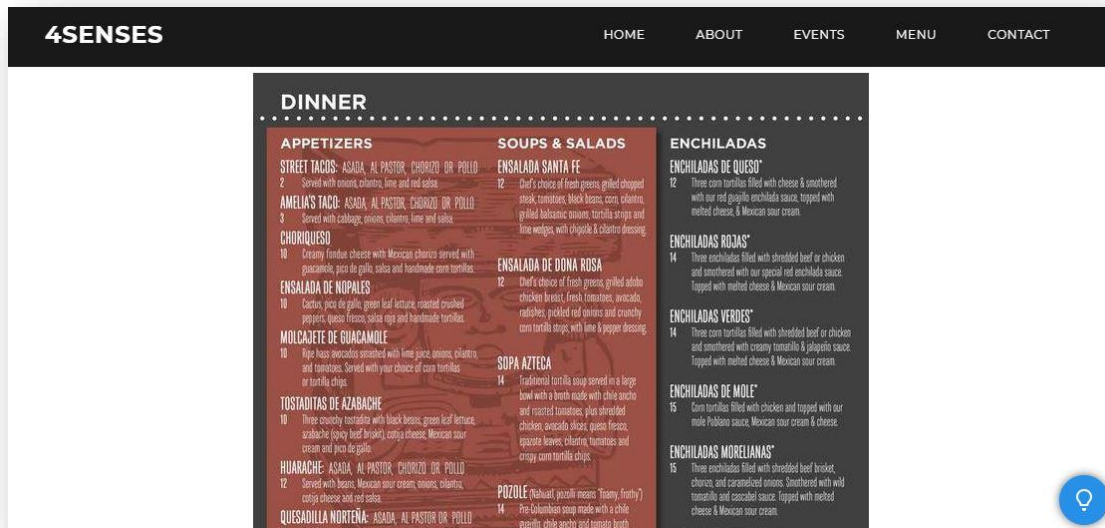 4SENSES
HOME
ABOUT
EVENTS
MENU
CONTACT
DINNER
APPETIZERS
STREET TACOS: ASADA, AL PASTOR, CHORIZO OR POLLO
2 Served with onions, cilantro, lime and red salsa.
AMELIA'S TACO: ASADA, AL PASTOR, CHORIZO OR POLLO
3 Served with cabbage, onions, cilantro, lime and salsa.
CHORIQUESO
10 Creamy fondue cheese with Mexican chorizo served with
guacamole, pico de gallo, salsa and handmade corn tortillas.
ENSALADA DE NOPALES
10 Cactus, pico de gallo, green leaf lettuce, roasted crushed
peppers, queso fresco, salsa roja and handmade tortillas.
MOLCAJETE DE GUACAMOLE
10 Ripe hass avocados smashed with lime juice, onions, cilantro,
and tomatoes. Served with your choice of corn tortillas
or tortilla chips.
TOSTADITAS DE AZABACHE
10 Three crunchy tostadita with black beans, green leaf lettuce,
azabache (spicy beef briskit), cotija cheese, Mexican sour
cream and pico de gallo.
HUARACHE: ASADA, AL PASTOR, CHORIZO OR POLLO
12 Served with beans, Mexican sour cream, onions, cilantro,
cotija cheese and red salsa.
QUESADILLA NORTEÑA: ASADA, AL PASTOR, CHORIZO OR POLLO
SOUPS & SALADS
ENSALADA SANTA FE
12 Chef's choice of fresh greens, grilled chopped
steak, tomatoes, black beans, corn, cilantro,
grilled balsamic onions, tortilla strips and
lime wedges, with chipotle & cilantro dressing.
ENSALADA DE DONA ROSA
12 Chef's choice of fresh greens, grilled adobo
chicken breast, fresh tomatoes, avocado,
radishes, pickled red onions and crunchy
corn tortilla strips, with lime & pepper dressing.
SOPA AZTECA
14 Traditional tortilla soup served in a large
bowl with a broth made with chile ancho
and roasted tomatoes, plus shredded
chicken, avocado slices, queso fresco,
epazote leaves, cilantro, tomatoes and
crispy corn tortilla chips.
POZOLE (Nahuatl, pozolli means "foamy, frothy")
14 Pre-Columbian soup made with a chile
guajillo, chile ancho and tomato broth
ENCHILADAS
ENCHILADAS DE QUESO*
12 Three corn tortillas filled with cheese & smothered
with our red guajillo enchilada sauce, topped with
melted cheese, & Mexican sour cream.
ENCHILADAS ROJAS*
14 Three enchiladas filled with shredded beef or chicken
and smothered with our special red enchilada sauce.
Topped with melted cheese & Mexican sour cream.
ENCHILADAS VERDES*
14 Three corn tortillas filled with shredded beef or chicken
and smothered with creamy tomatillo & jalapeño sauce.
Topped with melted cheese & Mexican sour cream.
ENCHILADAS DE MOLE*
15 Corn tortillas filled with chicken and topped with our
mole Poblano sauce, Mexican sour cream & cheese.
ENCHILADAS MORELIANAS*
15 Three enchiladas filled with shredded beef brisket,
chorizo, and caramelized onions. Smothered with wild
tomatillo and cascabel sauce. Topped with melted
cheese & Mexican sour cream.